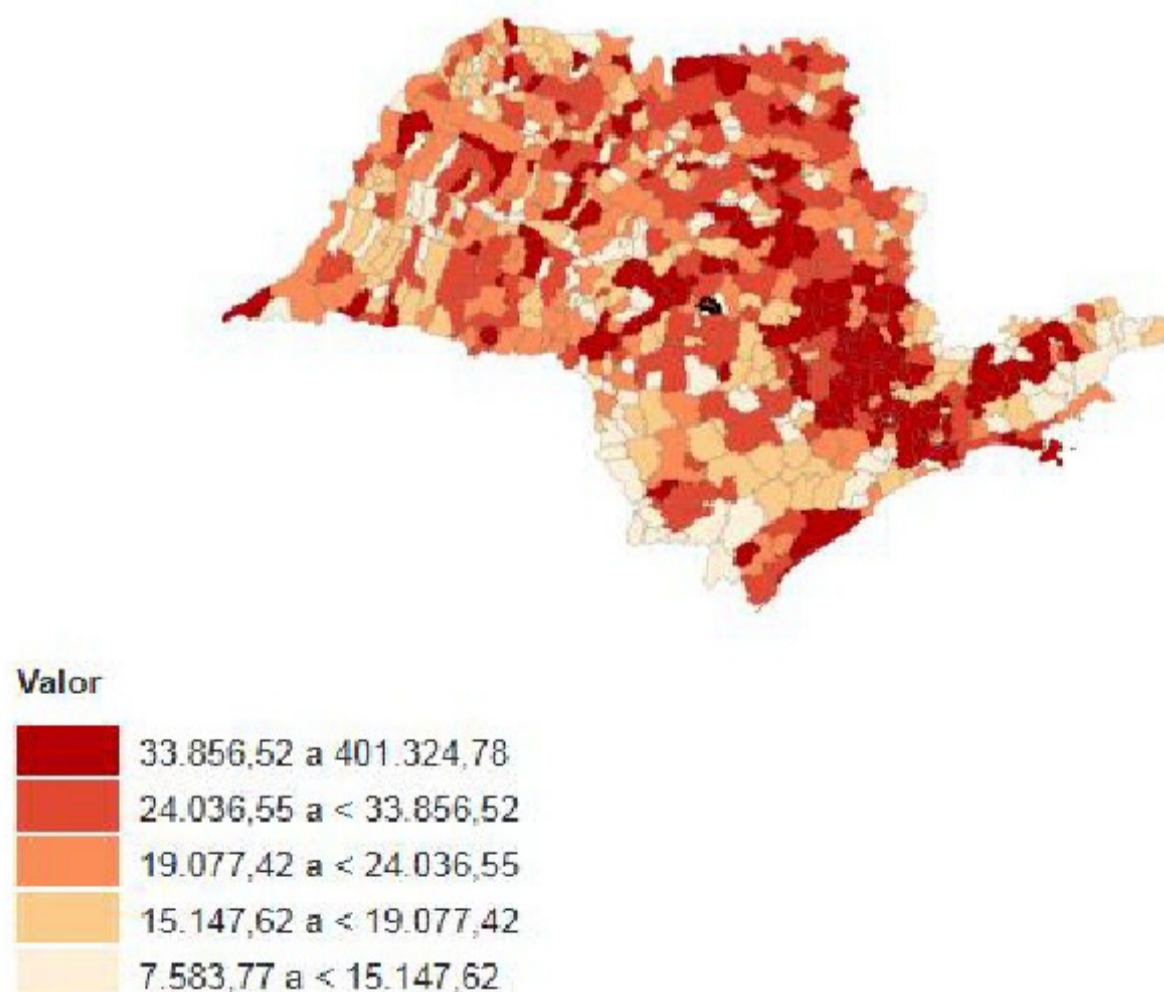 Valor
33.856,52 a 401.324,78
24.036,55 a < 33.856,52
19.077,42 a < 24.036,55
15.147,62 a < 19.077,42
7.583,77 a < 15.147,62